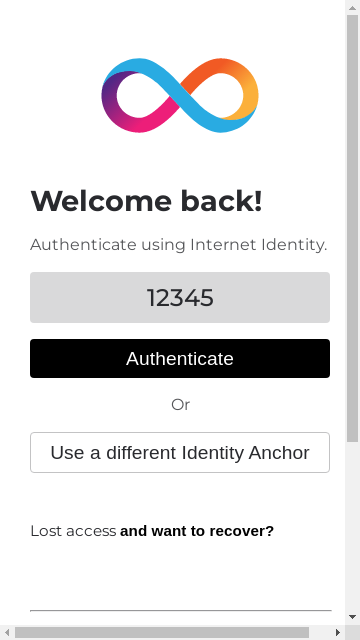 Welcome back!
Authenticate using Internet Identity.
12345
Authenticate
Or
Use a different Identity Anchor
Lost access and want to recover?